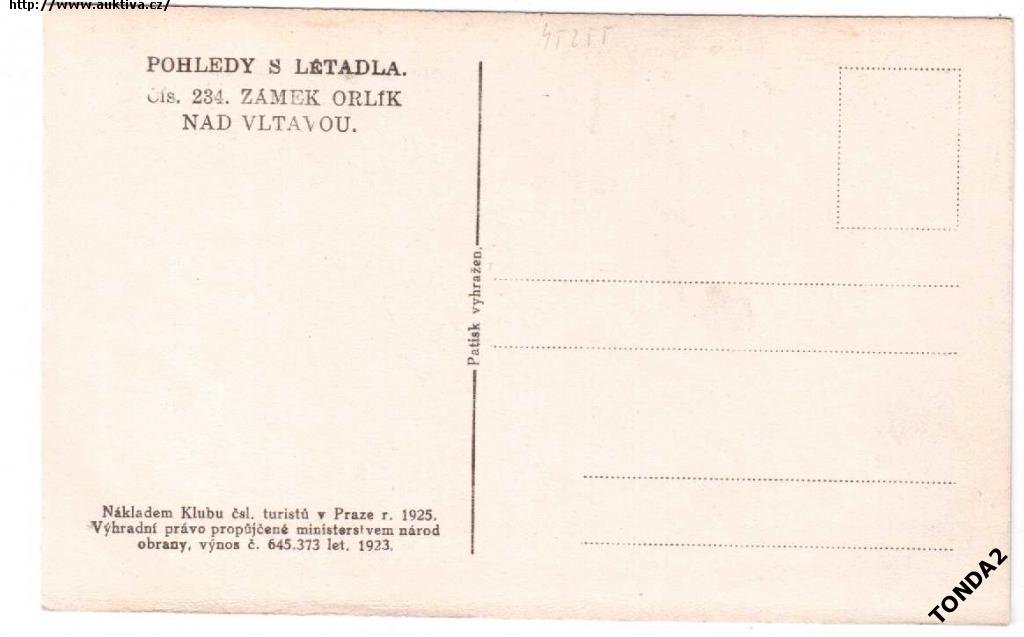 http://www.auktiva.cz/
POHLEDY S LETADLA.
Čís. 234. ZÁMEK ORLÍK
NAD VLTAVOU.
Patisk vyhražen.
Nákladem Klubu čsl. turistů v Praze r. 1925.
Výhradní právo propůjčené ministerstvem národ
obrany, výnos č. 645.373 let. 1923.
TONDA2